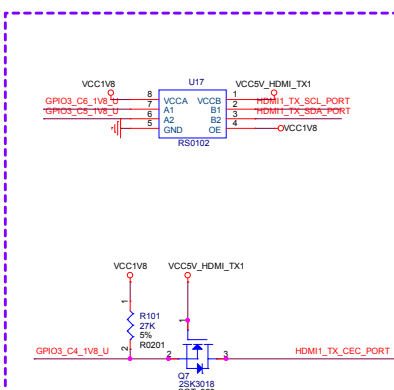 U17
VCC1V8
VCC5V_HDMI_TX1
GPIO3_C6_1V8_U 8 VCCA VCCB 1
7 A1 B1 2 HDMI1_TX_SCL_PORT
GPIO3_C5_1V8_U 6 A2 B2 3 HDMI1_TX_SDA_PORT
5 GND OE 4 VCC1V8
RS0102
VCC1V8 VCC5V_HDMI_TX1
1 R101
27K
5%
R0201
1
GPIO3_C4_1V8_U 2 2 3 HDMI1_TX_CEC_PORT
Q7
2SK3018